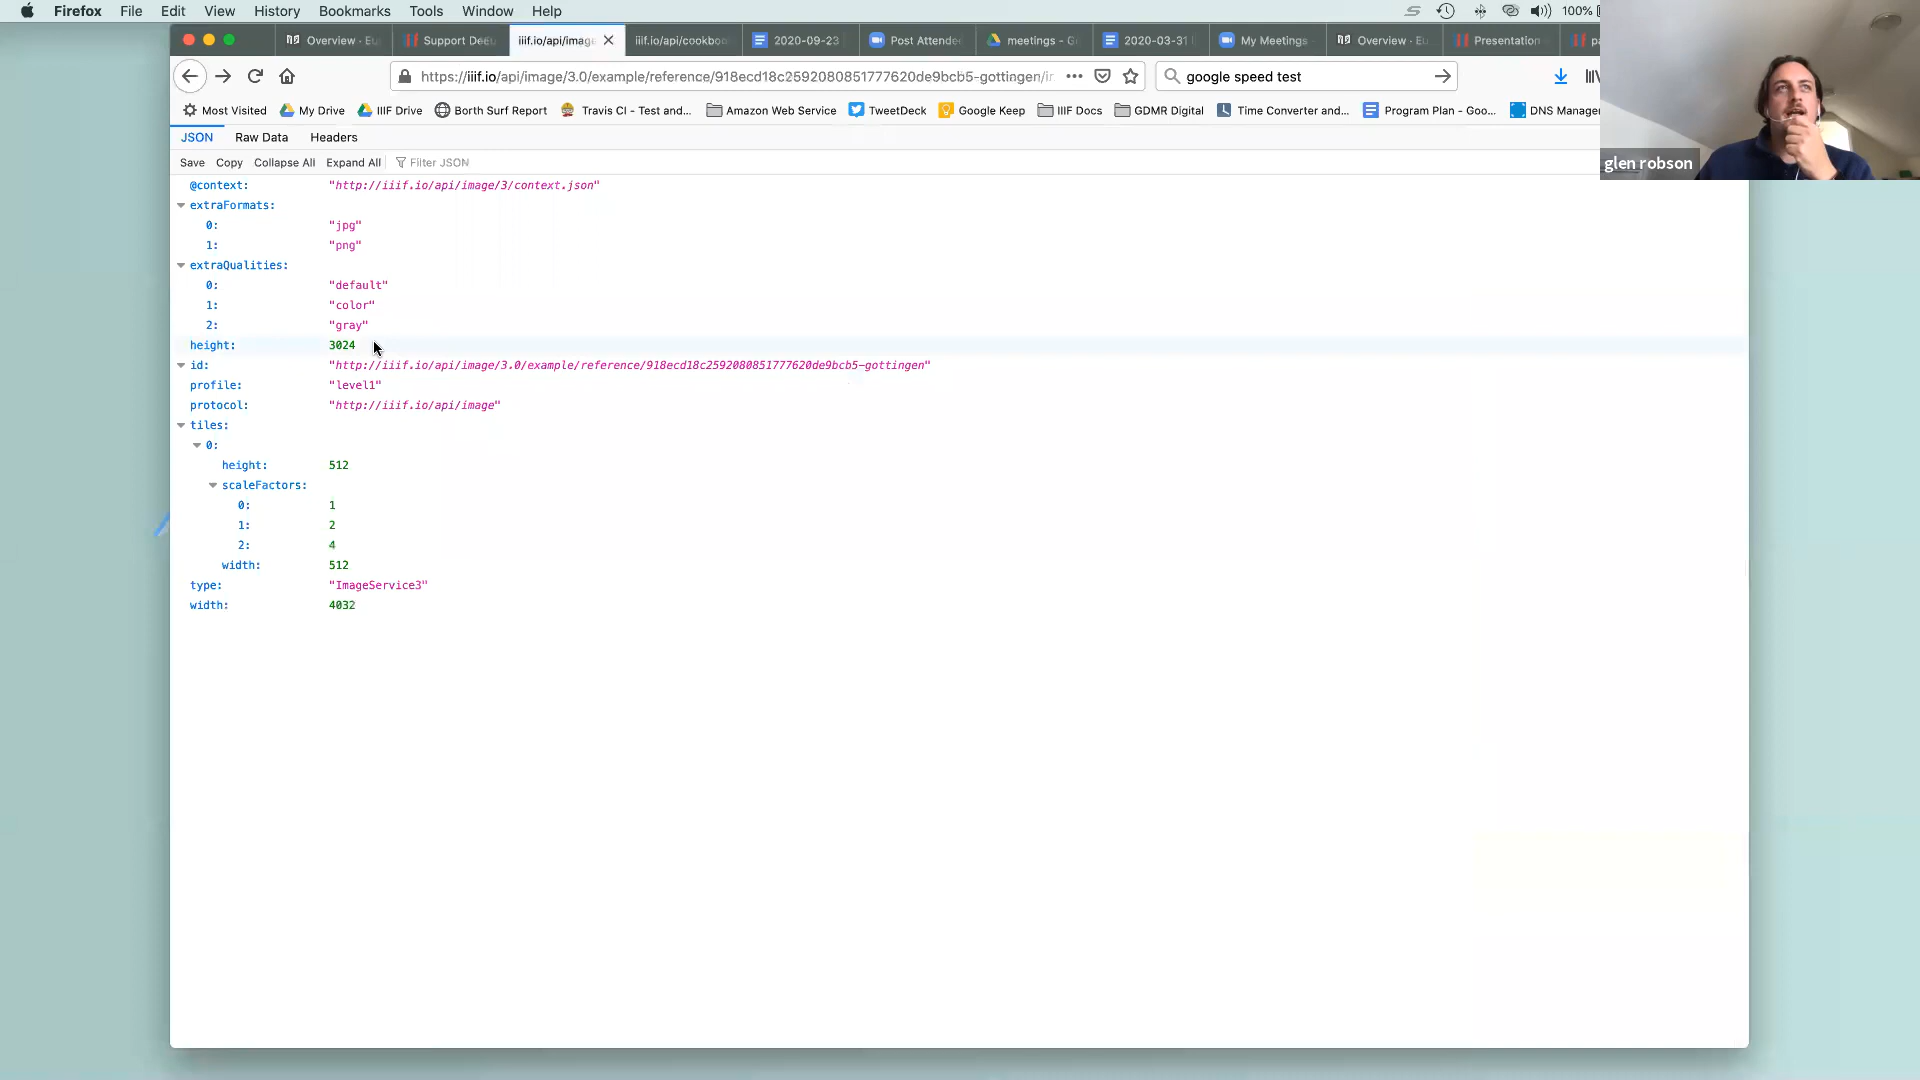 Firefox File Edit View History Bookmarks Tools Window Help 100%
Overview - Eu Support Deeu iiif.io/api/image iiif.io/api/cookboo 2020-09-23 Post Attende meetings - G 2020-03-31 My Meetings Overview - Eu Presentation
https://iiif.io/api/image/3.0/example/reference/918ecd18c2592080851777620de9bcb5-gottingen/ir google speed test
Most Visited My Drive IIIF Drive Borth Surf Report Travis CI - Test and... Amazon Web Service TweetDeck Google Keep IIIF Docs GDMR Digital Time Converter and... Program Plan - Goo... DNS Manage
JSON Raw Data Headers
Save Copy Collapse All Expand All Filter JSON
glen robson
@context: "http://iiif.io/api/image/3/context.json"
extraFormats:
0: "jpg"
1: "png"
extraQualities:
0: "default"
1: "color"
2: "gray"
height: 3024
id: "http://iiif.io/api/image/3.0/example/reference/918ecd18c2592080851777620de9bcb5-gottingen"
profile: "level1"
protocol: "http://iiif.io/api/image"
tiles:
0:
height: 512
scaleFactors:
0: 1
1: 2
2: 4
width: 512
type: "ImageService3"
width: 4032